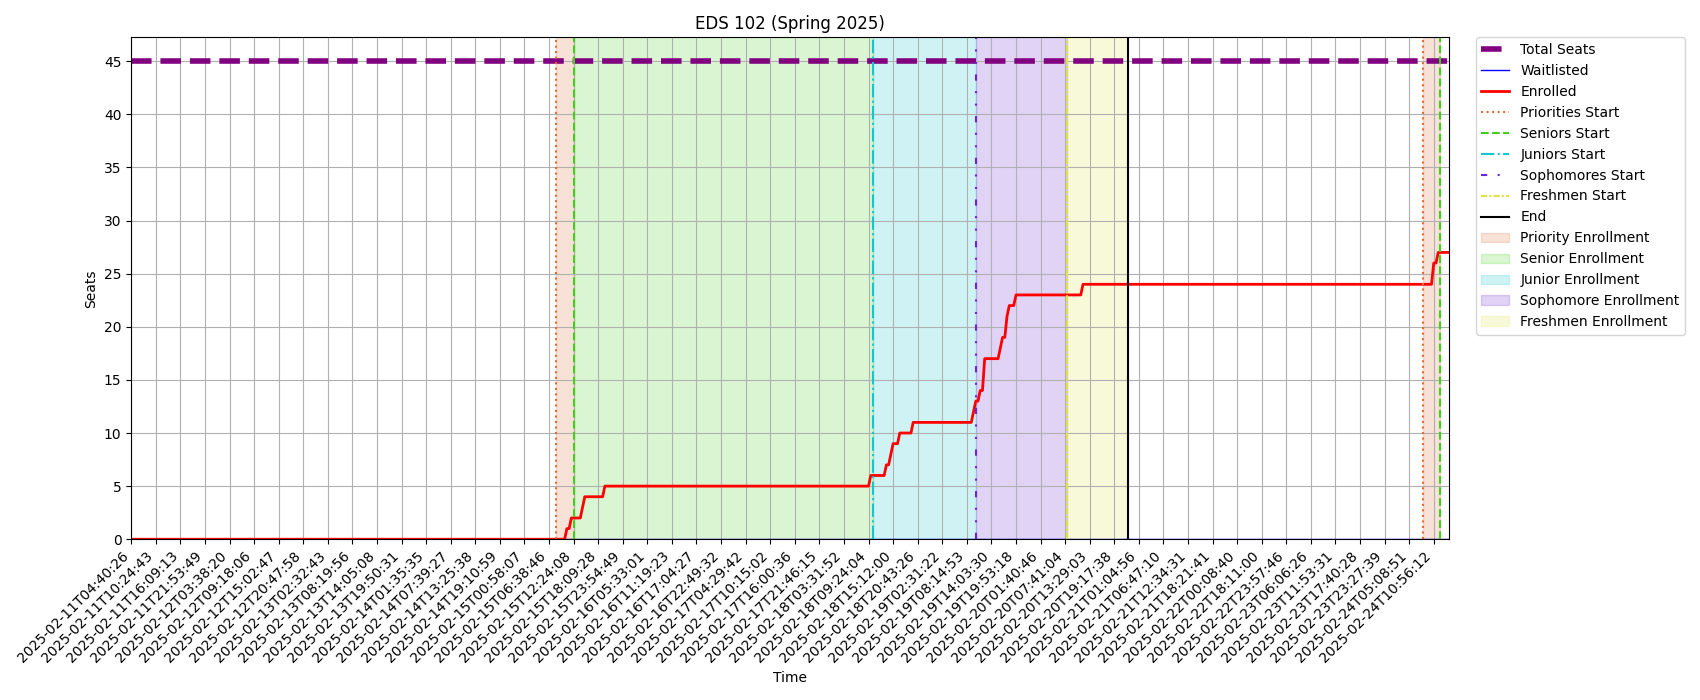 EDS 102 (Spring 2025)
Seats
45
40
35
30
25
20
15
10
5
0
2025-02-11T04:40:26
2025-02-11T10:24:43
2025-02-11T16:09:13
2025-02-11T21:53:49
2025-02-12T03:38:20
2025-02-12T09:18:06
2025-02-12T15:02:47
2025-02-12T20:47:58
2025-02-13T02:32:43
2025-02-13T08:19:56
2025-02-13T14:05:08
2025-02-13T19:50:31
2025-02-14T01:35:35
2025-02-14T07:39:27
2025-02-14T13:25:38
2025-02-14T19:10:59
2025-02-15T00:58:07
2025-02-15T06:38:46
2025-02-15T12:24:08
2025-02-15T18:09:28
2025-02-15T23:54:49
2025-02-16T05:33:01
2025-02-16T11:19:23
2025-02-16T17:04:27
2025-02-16T22:49:32
2025-02-17T04:29:42
2025-02-17T10:15:02
2025-02-17T16:00:36
2025-02-17T21:46:15
2025-02-18T03:31:52
2025-02-18T09:24:04
2025-02-18T15:12:00
2025-02-18T20:43:26
2025-02-19T02:31:22
2025-02-19T08:14:53
2025-02-19T14:03:30
2025-02-19T19:53:18
2025-02-20T01:40:46
2025-02-20T07:41:04
2025-02-20T13:29:03
2025-02-20T19:17:38
2025-02-21T01:04:56
2025-02-21T06:47:10
2025-02-21T12:34:31
2025-02-21T18:21:41
2025-02-22T00:08:40
2025-02-22T18:11:00
2025-02-22T23:57:46
2025-02-23T06:06:26
2025-02-23T11:53:31
2025-02-23T17:40:28
2025-02-23T23:27:39
2025-02-24T05:08:51
2025-02-24T10:56:12
Time
Total Seats
Waitlisted
Enrolled
Priorities Start
Seniors Start
Juniors Start
Sophomores Start
Freshmen Start
End
Priority Enrollment
Senior Enrollment
Junior Enrollment
Sophomore Enrollment
Freshmen Enrollment